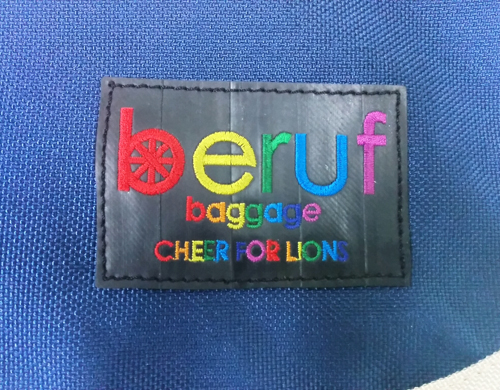 beruf
baggage
CHEER FOR LIONS